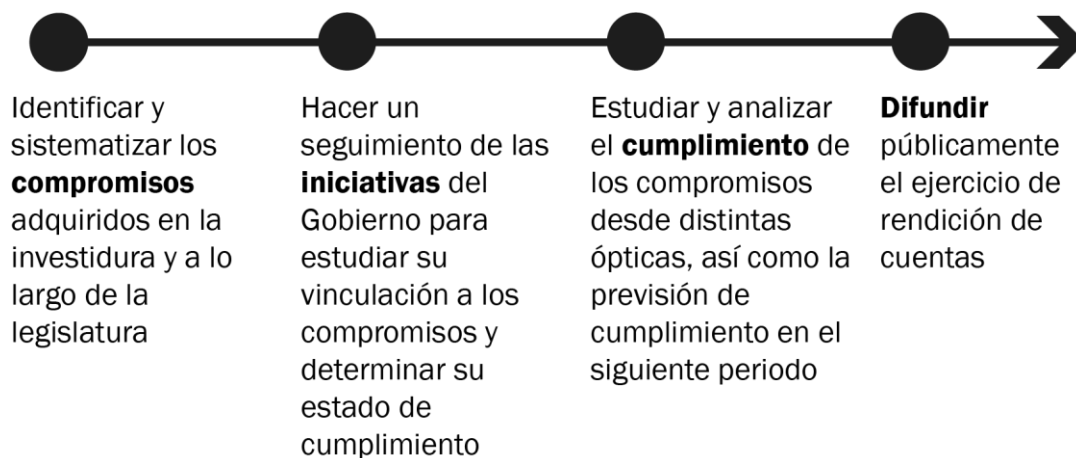 Identificar y
sistematizar los
compromisos
adquiridos en la
investidura y a lo
largo de la
legislatura
Hacer un
seguimiento de las
iniciativas del
Gobierno para
estudiar su
vinculación a los
compromisos y
determinar su
estado de
cumplimiento
Estudiar y analizar
el cumplimiento de
los compromisos
desde distintas
ópticas, así como la
previsión de
cumplimiento en el
siguiente periodo
Difundir
públicamente
el ejercicio de
rendición de
cuentas